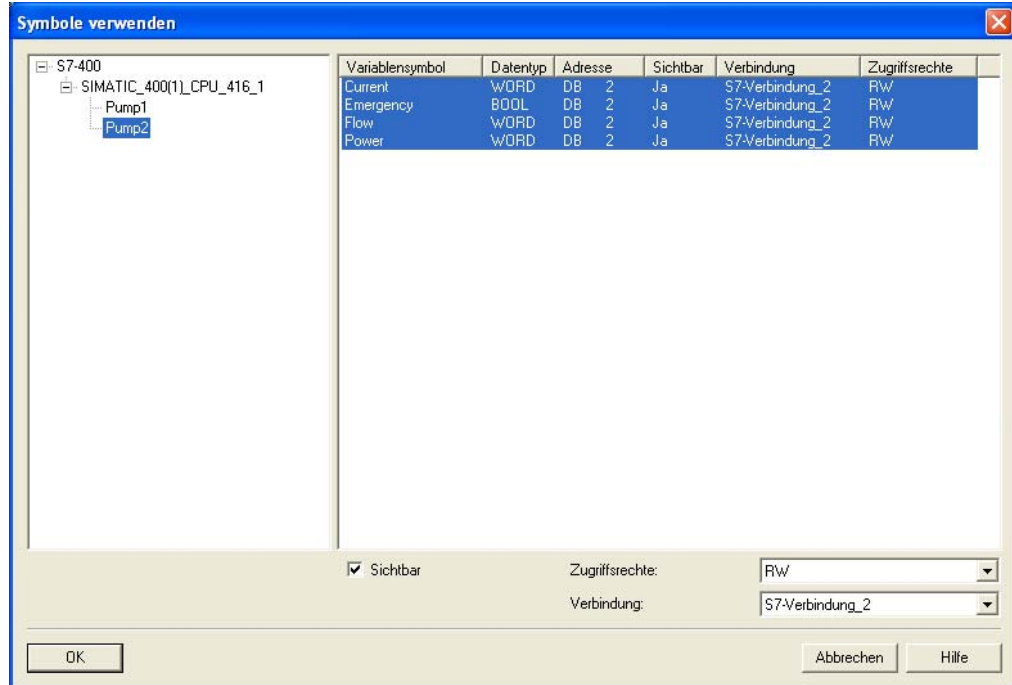 Symbole verwenden
S7-400
SIMATIC_400(1)_CPU_416_1
Pump1
Pump2
Variablensymbol Datentyp Adresse Sichtbar Verbindung Zugriffsrechte
Current WORD DB 2 Ja S7-Verbindung_2 RW
Emergency BOOL DB 2 Ja S7-Verbindung_2 RW
Flow WORD DB 2 Ja S7-Verbindung_2 RW
Power WORD DB 2 Ja S7-Verbindung_2 RW
Sichtbar Zugriffsrechte: RW
Verbindung: S7-Verbindung_2
OK Abbrechen Hilfe